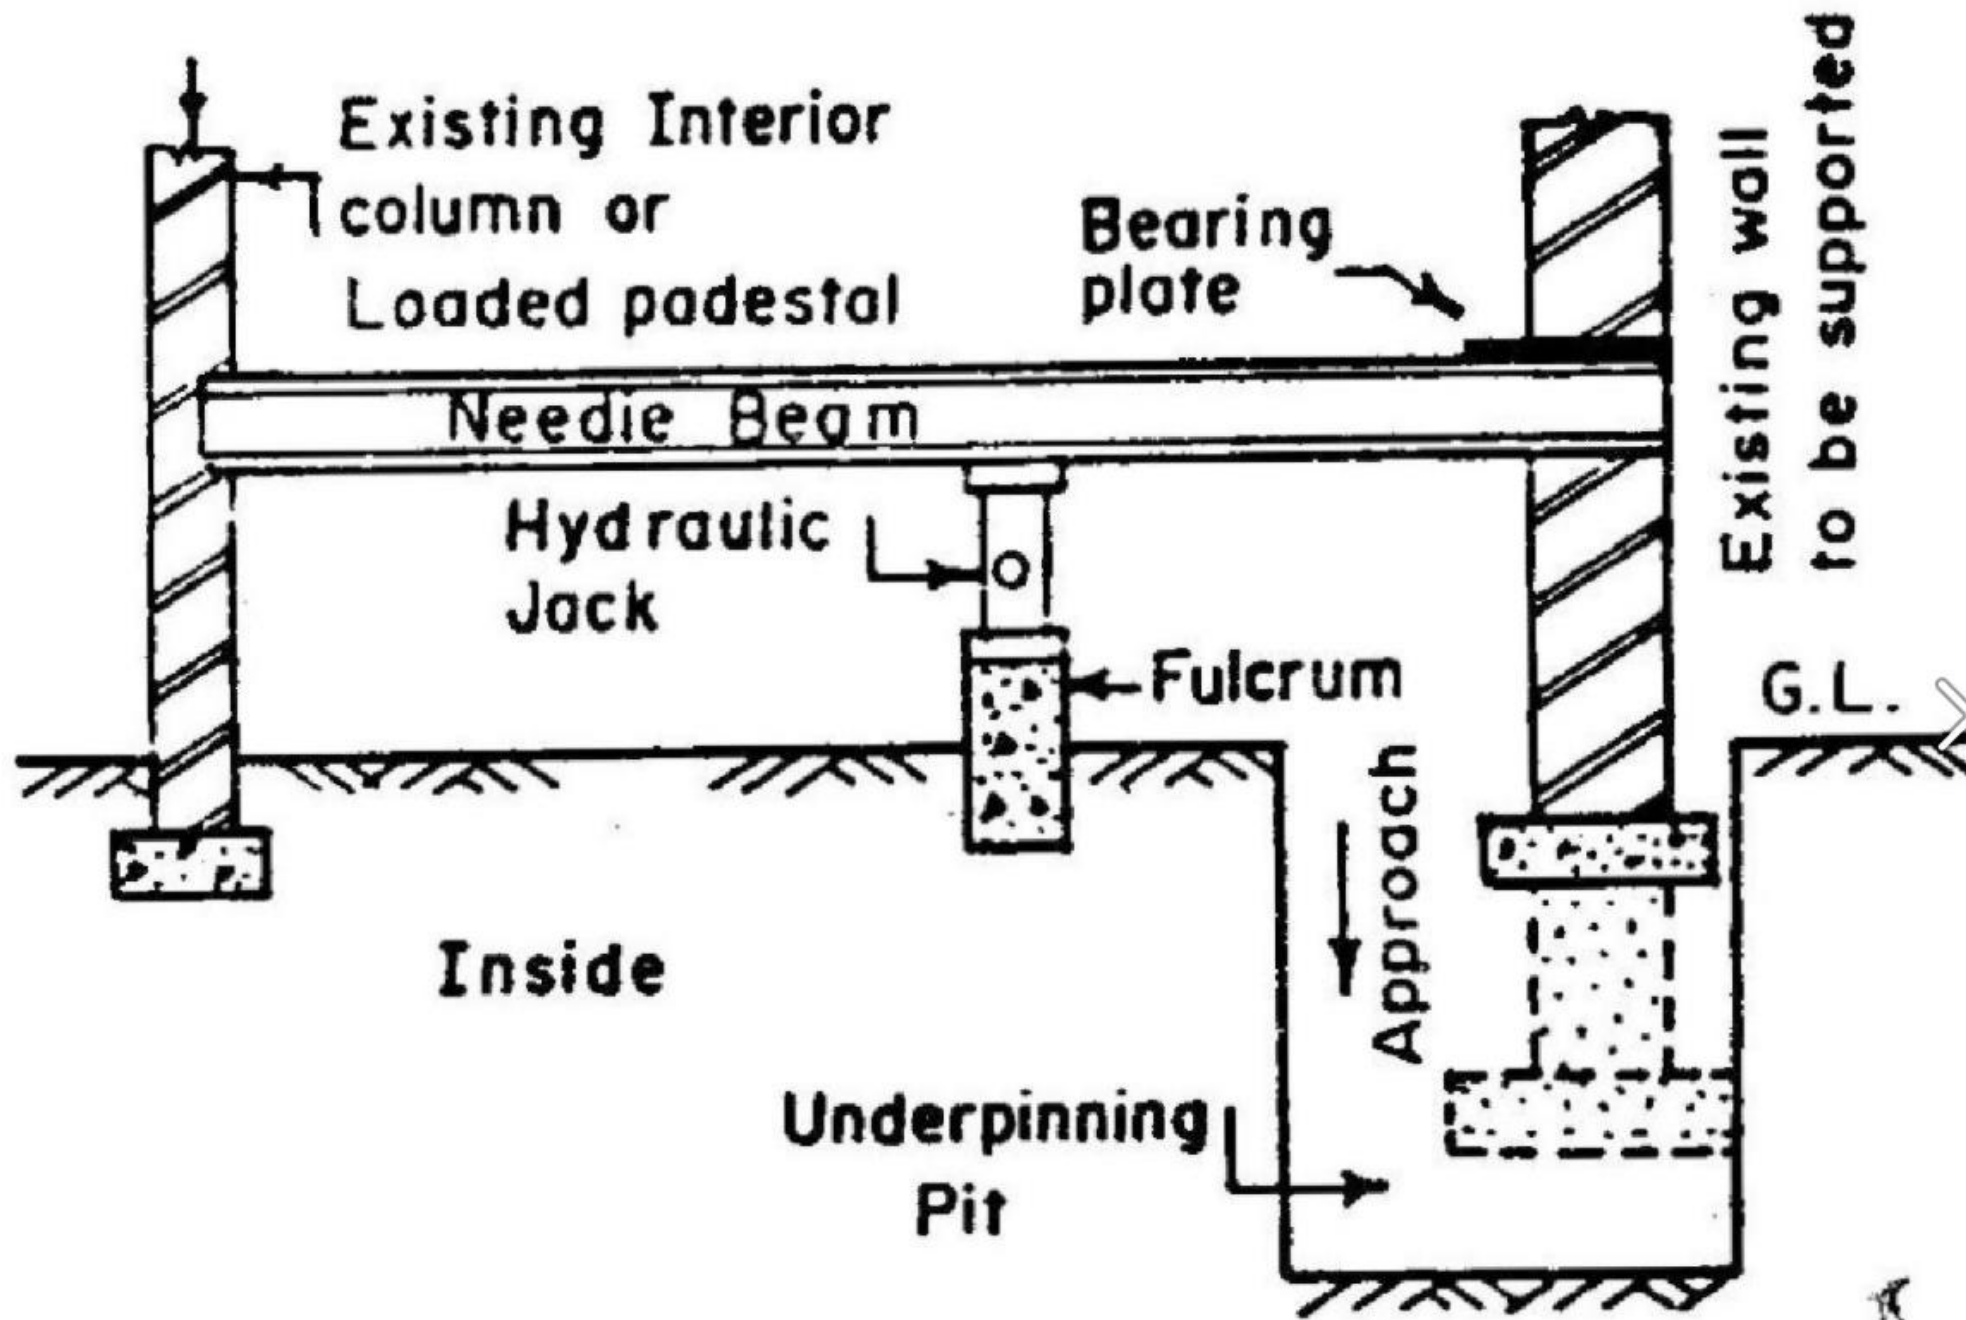 Existing Interior
column or
Loaded padestal
Bearing
plate
Existing wall
to be supported
Needie Beam
Hydraulic
Jack
Fulcrum
G.L.
Approach
Inside
Underpinning
Pit